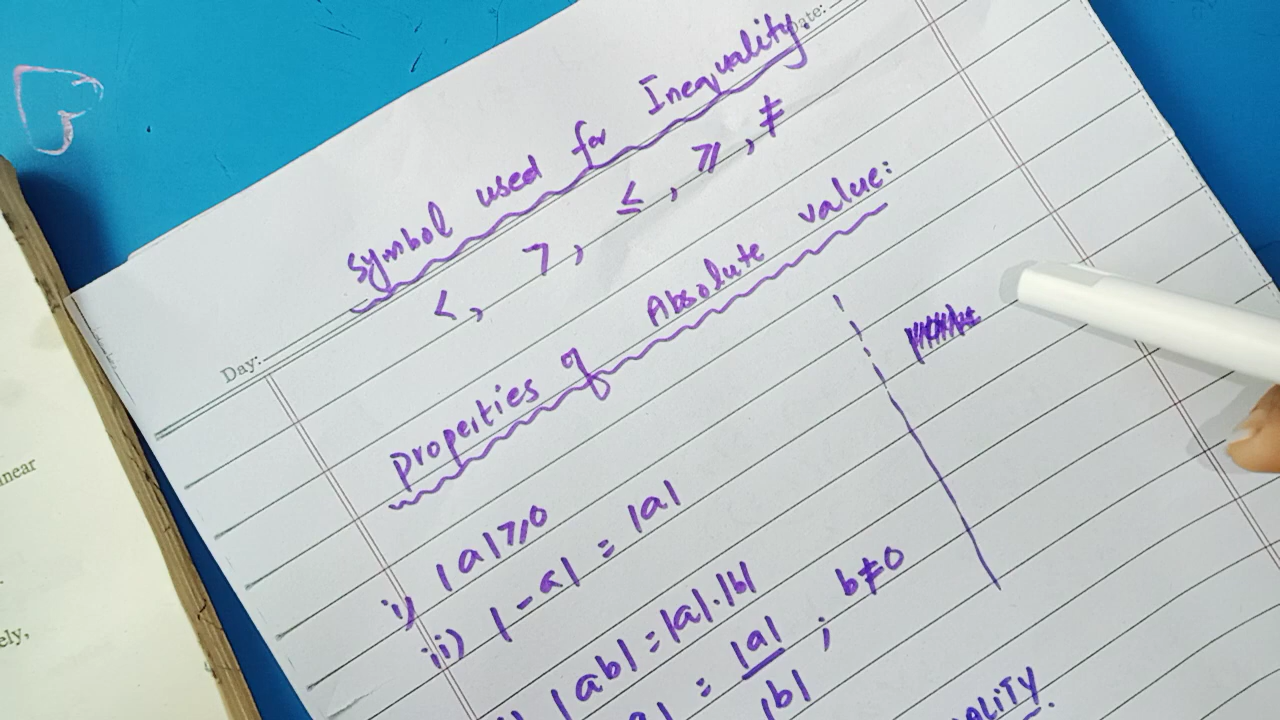 Date:
Symbol used for Inequality.
<, >, ≤, ≥, ≠
Day:
Properties of Absolute value:
i) |a| ≥ 0
ii) |-a| = |a|
|ab| = |a|.|b|
= |a|/|b| ; b≠0
ALITY.
near
ely,